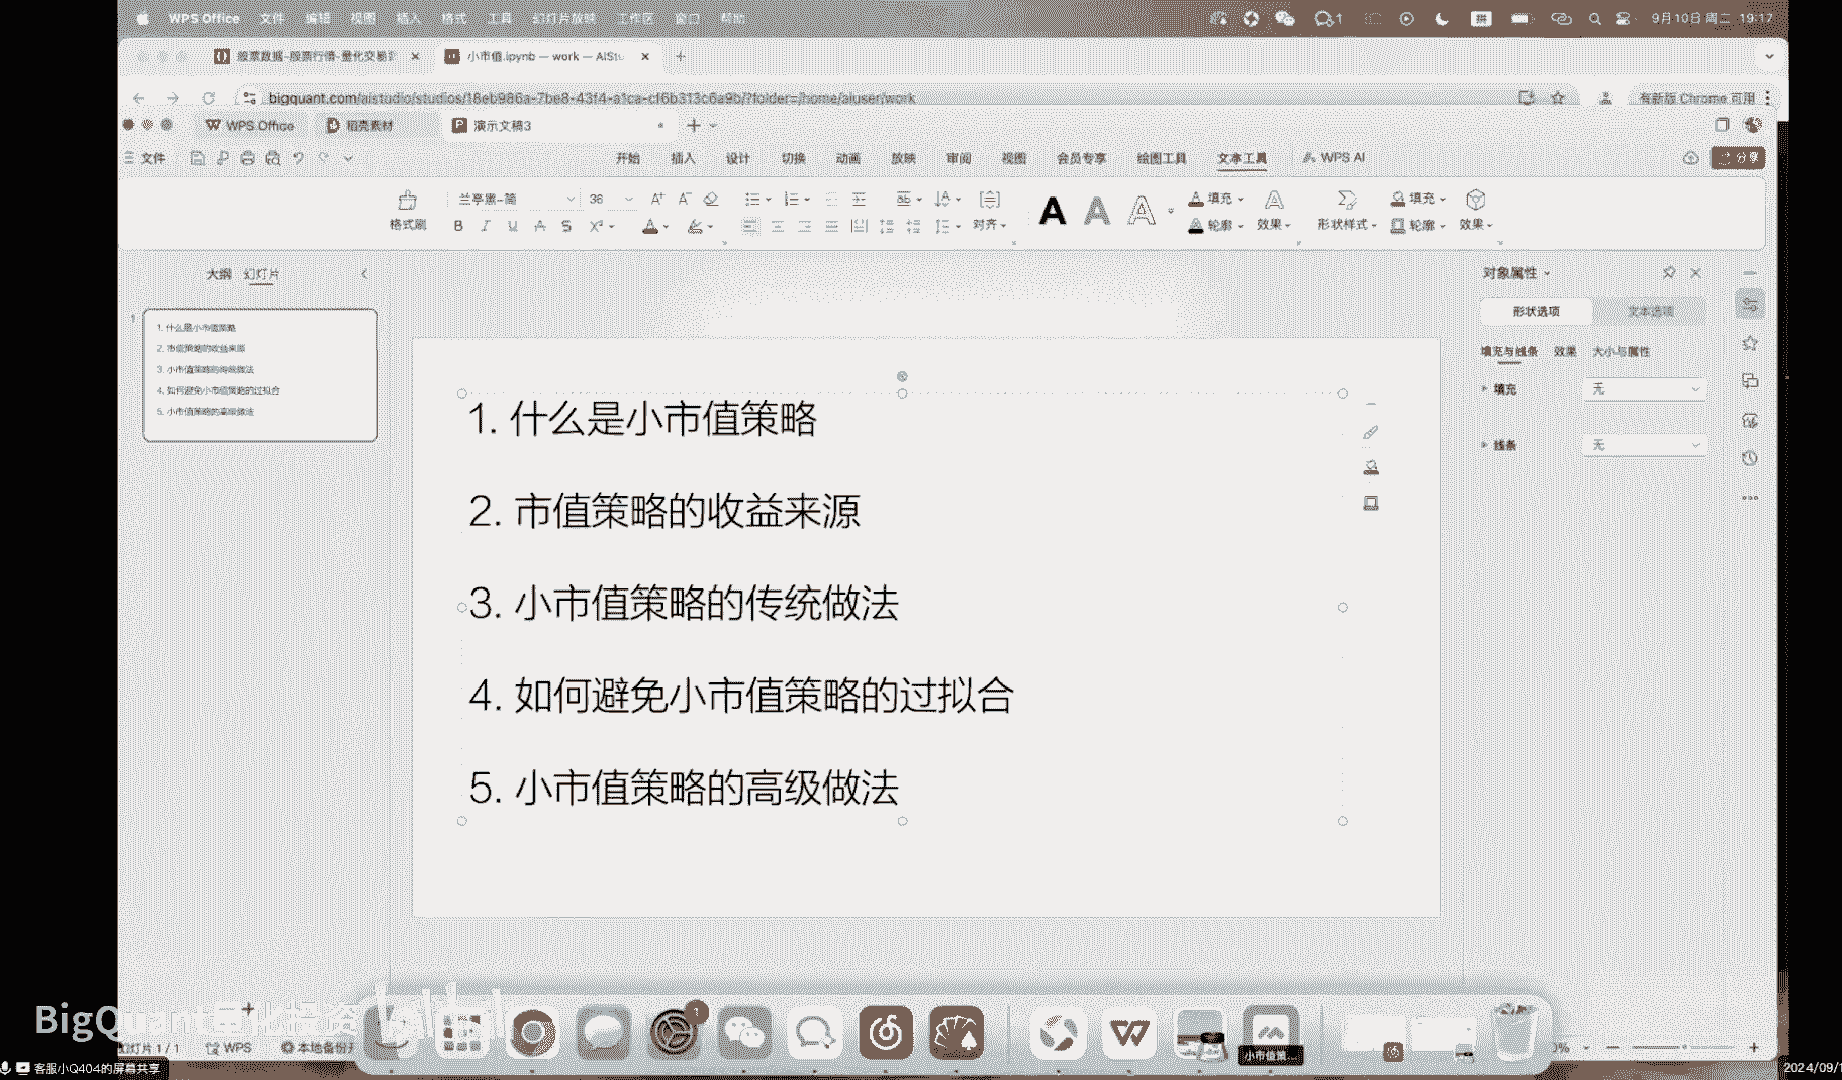 WPS Office 文件 编辑 视图 插入 格式 工具 幻灯片放映 工作区 窗口 帮助
1
拼
9月10日 周二 19:17
股票数据-股票行情-量化交易
小市值.ipynb — work — AIStu
bigquant.com/aistudio/studios/18eb986a-7be8-43f4-a1ca-cf6b313c6a9b/?folder=/home/aiuser/work
有新版 Chrome 可用
WPS Office 稻壳素材 演示文稿3
文件 开始 插入 设计 切换 动画 放映 审阅 视图 会员专享 绘图工具 文本工具 WPS AI 分享
格式刷 兰亭黑-简 36 对齐 填充 轮廓 效果 形状样式 填充 轮廓 效果
大纲 幻灯片
1
1. 什么是小市值策略
2. 市值策略的收益来源
3. 小市值策略的传统做法
4. 如何避免小市值策略的过拟合
5. 小市值策略的高级做法
1. 什么是小市值策略
2. 市值策略的收益来源
3. 小市值策略的传统做法
4. 如何避免小市值策略的过拟合
5. 小市值策略的高级做法
对象属性
形状选项 文本选项
填充与线条 效果 大小与属性
填充 无
线条 无
BigQuant量化投资 bilibili
幻灯片 1 / 1 WPS 本地备份开
1
小市值策...
客服小Q404的屏幕共享
2024/09/1